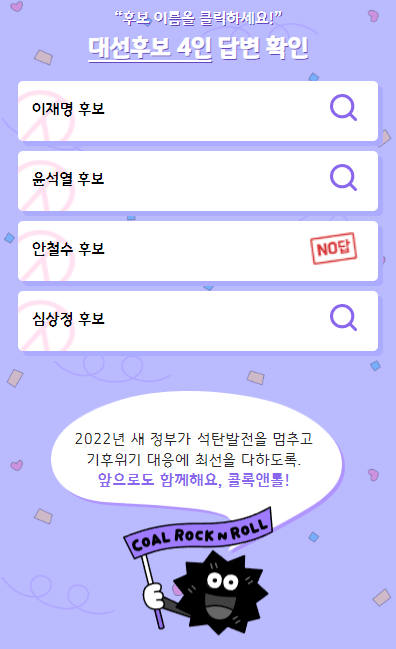 “후보 이름을 클릭하세요!”
대선후보 4인 답변 확인
이재명 후보
윤석열 후보
안철수 후보
NO답
심상정 후보
2022년 새 정부가 석탄발전을 멈추고
기후위기 대응에 최선을 다하도록.
앞으로도 함께해요, 콜록앤롤!
COAL ROCK N ROLL